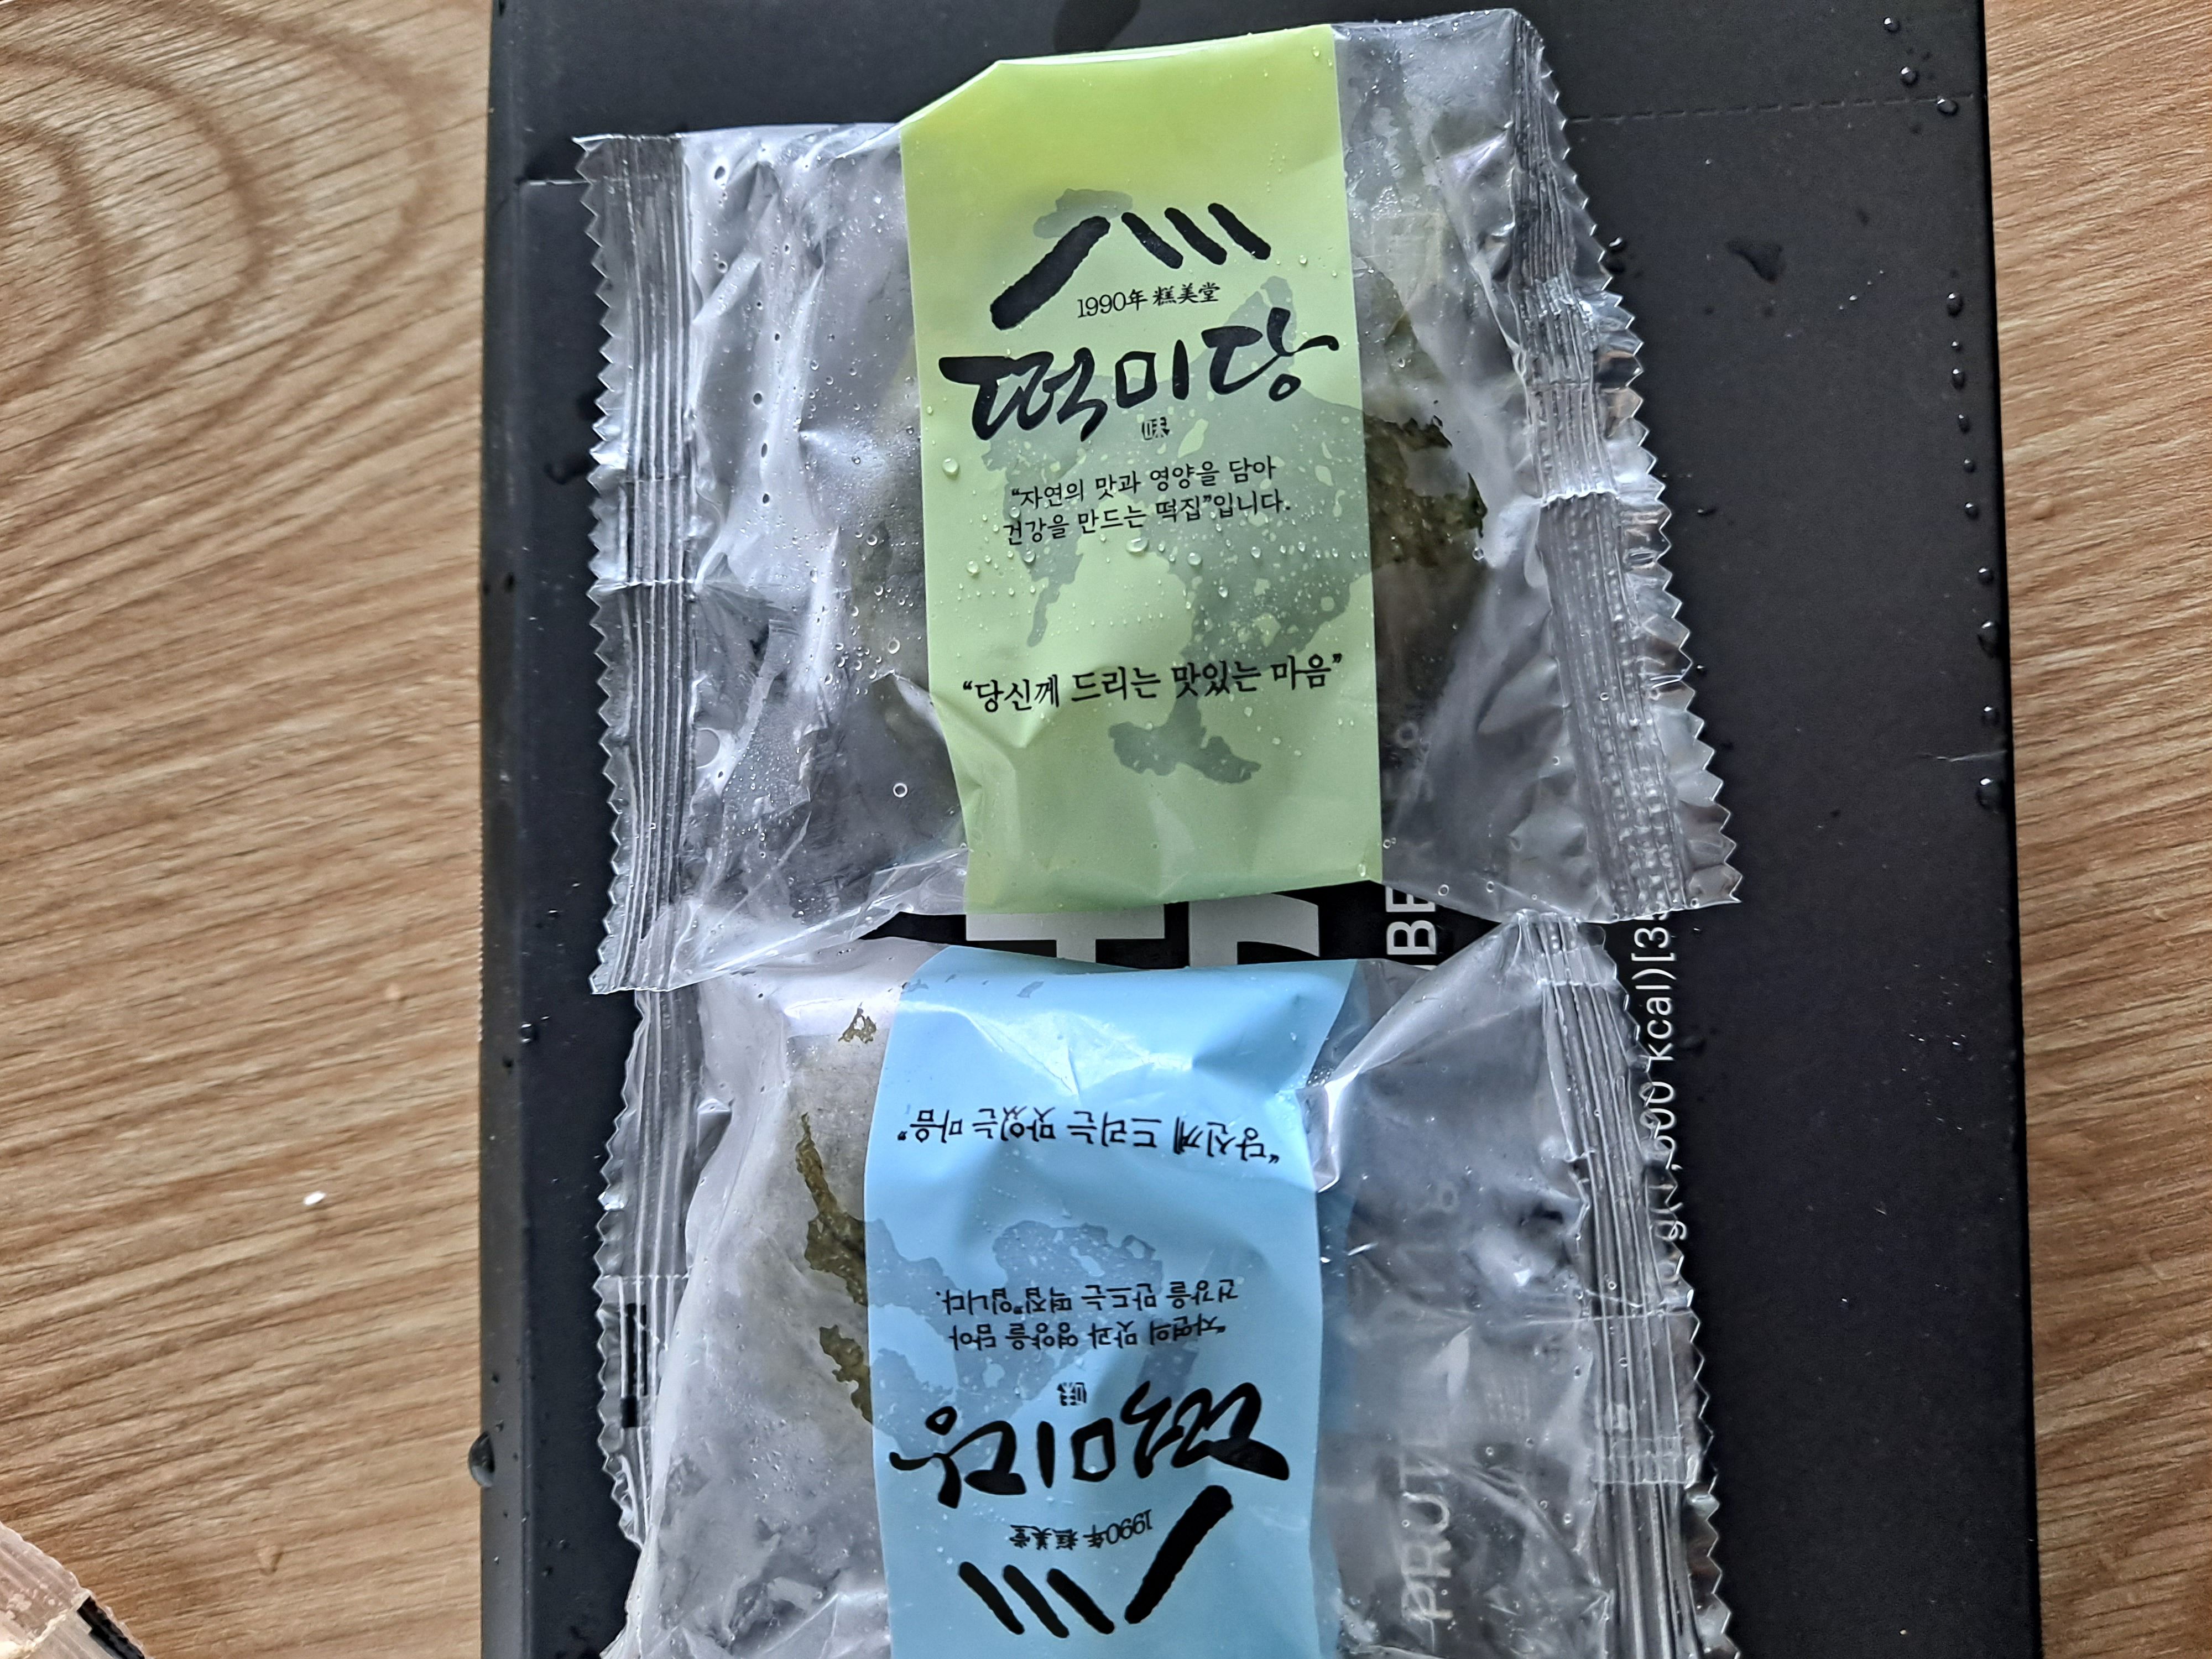 1990年 糕美堂
떡미당
“자연의 맛과 영양을 담아
건강을 만드는 떡집”입니다.
“당신께 드리는 맛있는 마음”
BE
kcal)[3
“당신께 드리는 맛있는 마음”
“자연의 맛과 영양을 담아
건강을 만드는 떡집”입니다.
떡미당
1990年 糕美堂
PROT